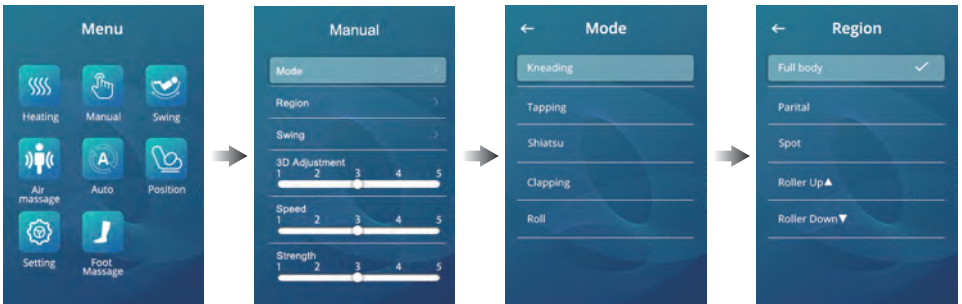 Menu
Heating Manual Swing
Air massage Auto Position
Setting Foot Massage
Manual
Mode
Region
Swing
3D Adjustment
1 2 3 4 5
Speed
1 2 3 4 5
Strength
1 2 3 4 5
← Mode
Kneading
Tapping
Shiatsu
Clapping
Roll
← Region
Full body
Parital
Spot
Roller Up▲
Roller Down▼